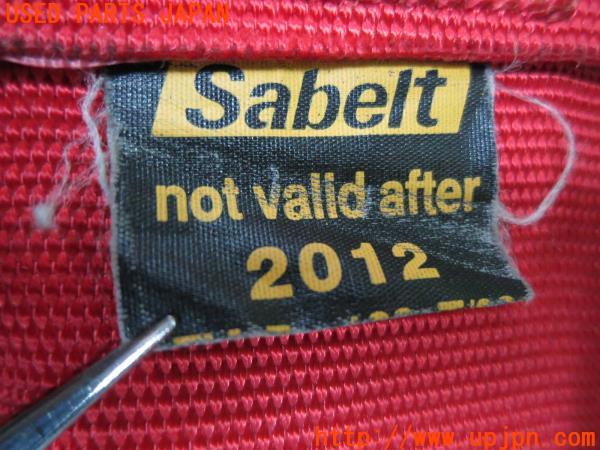 USED PARTS JAPAN
Sabelt
not valid after
2012
http://www.upjpn.com